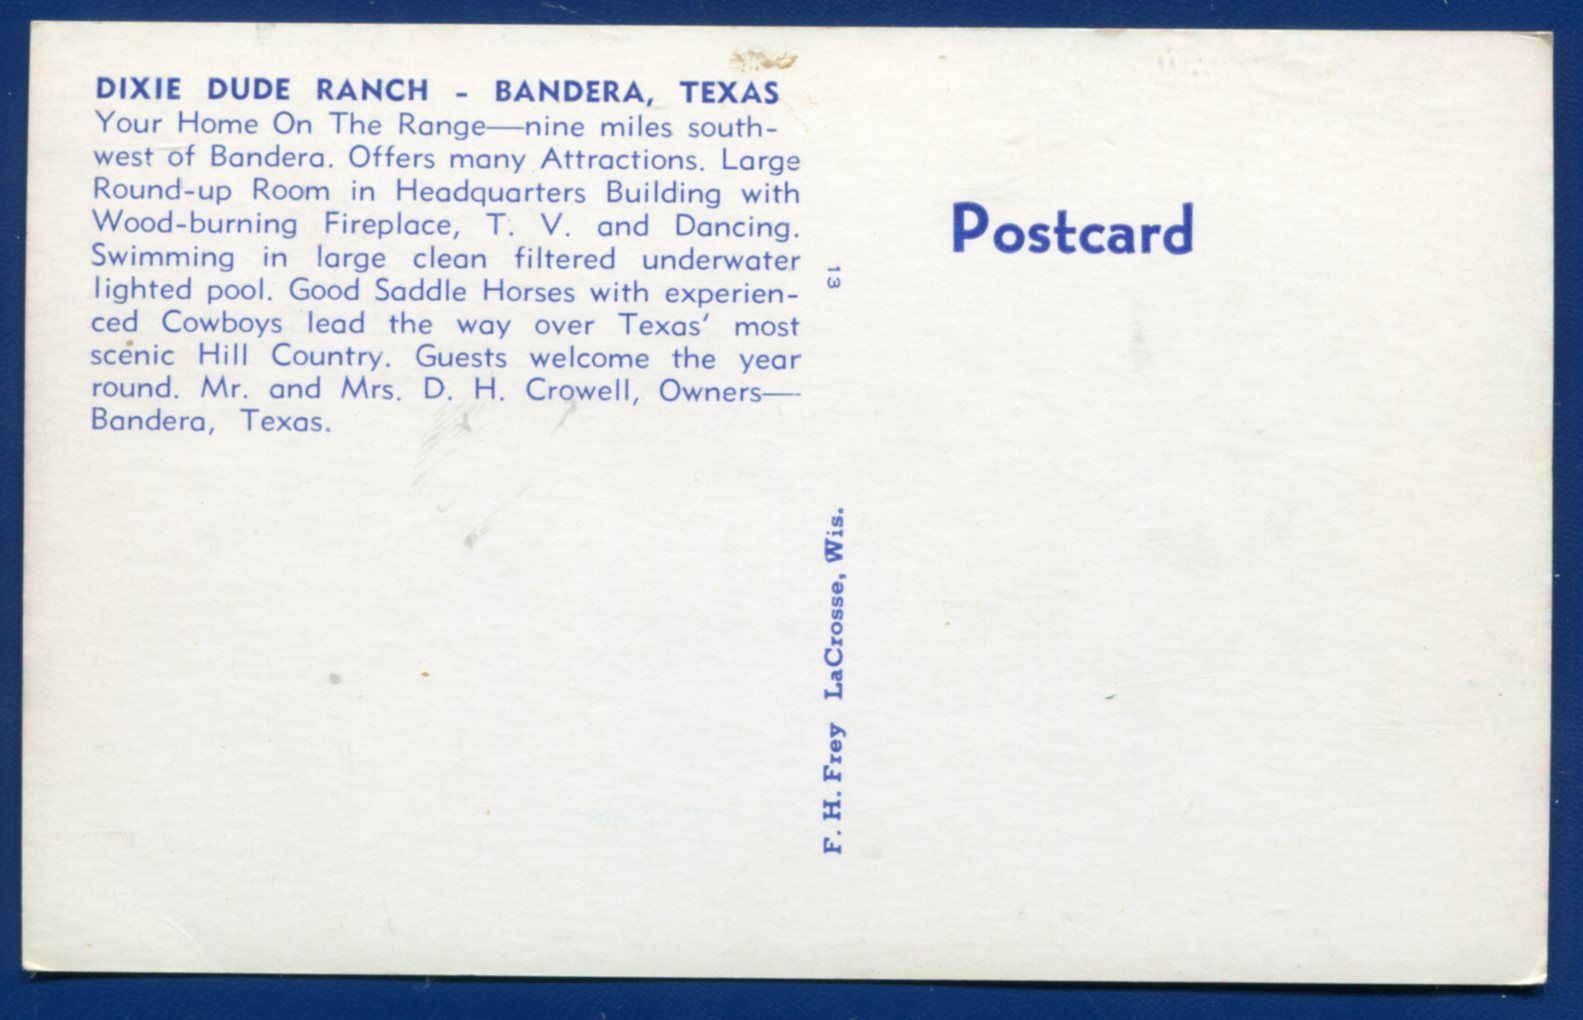 DIXIE DUDE RANCH - BANDERA, TEXAS
Your Home On The Range—nine miles south-
west of Bandera. Offers many Attractions. Large
Round-up Room in Headquarters Building with
Wood-burning Fireplace, T. V. and Dancing.
Swimming in large clean filtered underwater
lighted pool. Good Saddle Horses with experien-
ced Cowboys lead the way over Texas' most
scenic Hill Country. Guests welcome the year
round. Mr. and Mrs. D. H. Crowell, Owners—
Bandera, Texas.
13
F. H. Frey LaCrosse, Wis.
Postcard